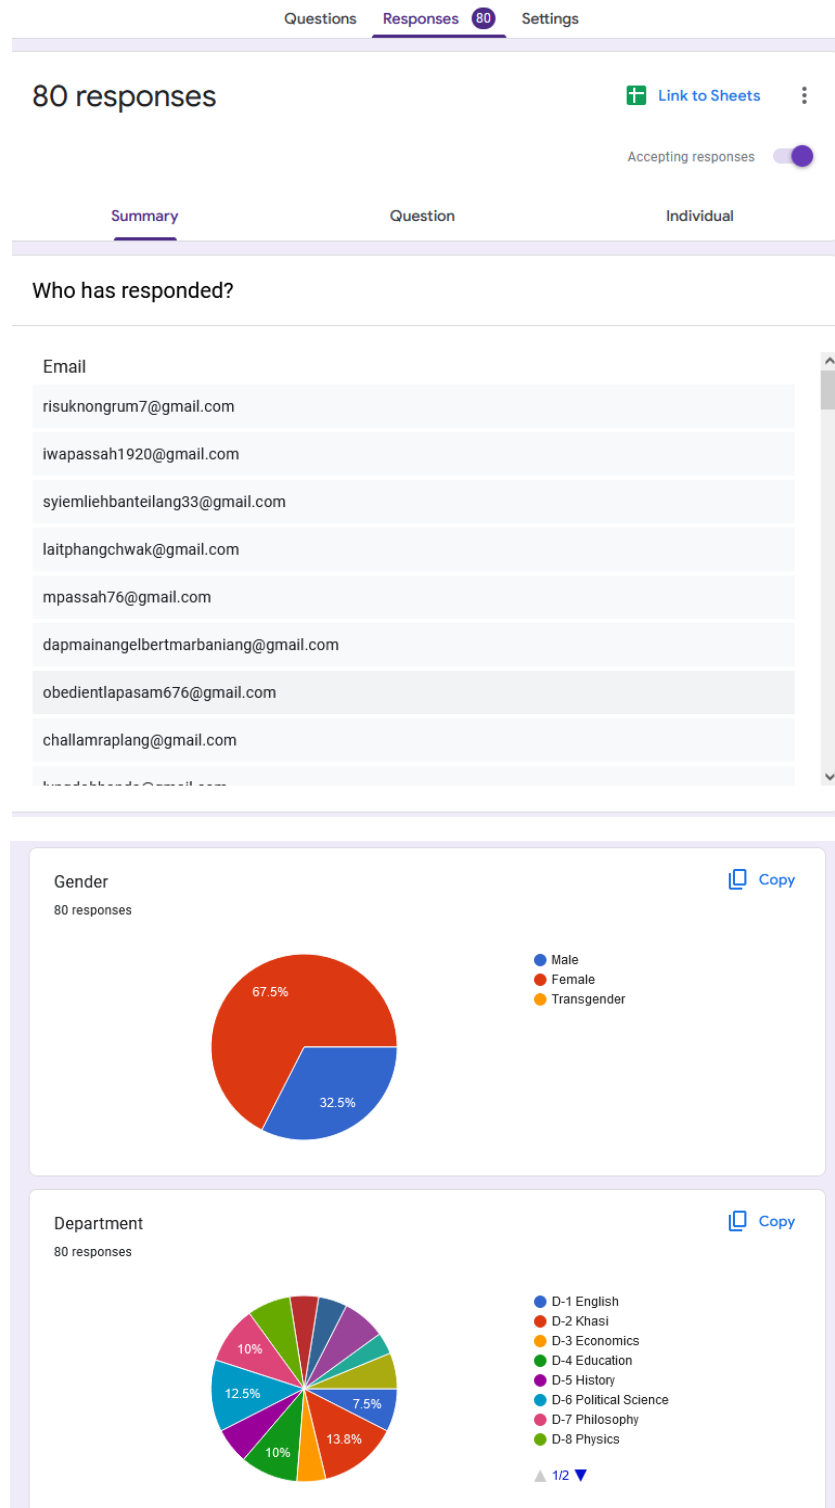 Questions Responses 80 Settings
80 responses
Link to Sheets
Accepting responses
Summary Question Individual
Who has responded?
Email
risuknongrum7@gmail.com
iwapassah1920@gmail.com
syiemliehbanteilang33@gmail.com
laitphangchwak@gmail.com
mpassah76@gmail.com
dapmainangelbertmarbaniang@gmail.com
obedientlapasam676@gmail.com
challamraplang@gmail.com
Gender
Copy
80 responses
67.5%
32.5%
Male
Female
Transgender
Department
Copy
80 responses
10%
12.5%
10%
13.8%
7.5%
D-1 English
D-2 Khasi
D-3 Economics
D-4 Education
D-5 History
D-6 Political Science
D-7 Philosophy
D-8 Physics
1/2